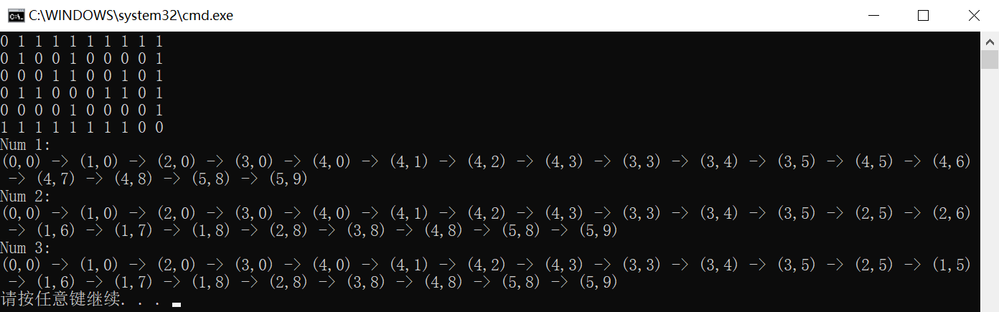 C:\WINDOWS\system32\cmd.exe
0 1 1 1 1 1 1 1 1 1
0 1 0 0 1 0 0 0 0 1
0 0 0 1 1 0 0 1 0 1
0 1 1 0 0 0 1 1 0 1
0 0 0 0 1 0 0 0 0 1
1 1 1 1 1 1 1 1 0 0
Num 1:
(0,0) -> (1,0) -> (2,0) -> (3,0) -> (4,0) -> (4,1) -> (4,2) -> (4,3) -> (3,3) -> (3,4) -> (3,5) -> (4,5) -> (4,6)
-> (4,7) -> (4,8) -> (5,8) -> (5,9)
Num 2:
(0,0) -> (1,0) -> (2,0) -> (3,0) -> (4,0) -> (4,1) -> (4,2) -> (4,3) -> (3,3) -> (3,4) -> (3,5) -> (2,5) -> (2,6)
-> (1,6) -> (1,7) -> (1,8) -> (2,8) -> (3,8) -> (4,8) -> (5,8) -> (5,9)
Num 3:
(0,0) -> (1,0) -> (2,0) -> (3,0) -> (4,0) -> (4,1) -> (4,2) -> (4,3) -> (3,3) -> (3,4) -> (3,5) -> (2,5) -> (1,5)
-> (1,6) -> (1,7) -> (1,8) -> (2,8) -> (3,8) -> (4,8) -> (5,8) -> (5,9)
请按任意键继续. . .